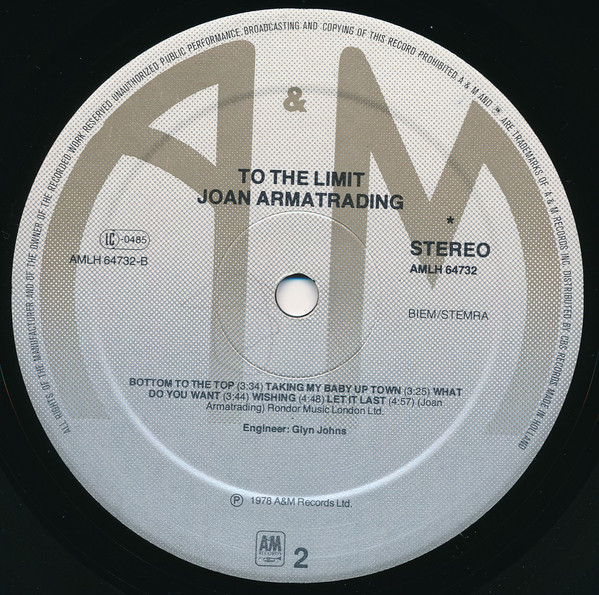 ALL RIGHTS OF THE MANUFACTURER AND OF THE OWNER OF THE RECORDED WORK RESERVED. UNAUTHORIZED PUBLIC PERFORMANCE, BROADCASTING AND COPYING OF THIS RECORD PROHIBITED A & M AND ARE TRADEMARKS OF A. & M RECORDS INC. DISTRIBUTED BY CBS RECORDS MADE IN HOLLAND
A & M
TO THE LIMIT
JOAN ARMATRADING
*
LC-0485
STEREO
AMLH 64732-B
AMLH 64732
BIEM/STEMRA
BOTTOM TO THE TOP (3:34) TAKING MY BABY UP TOWN (3:25) WHAT
DO YOU WANT (3:44) WISHING (4:48) LET IT LAST (4:57) (Joan
Armatrading) Rondor Music London Ltd.
Engineer: Glyn Johns
℗ 1978 A&M Records Ltd.
A&M
RECORDS
2